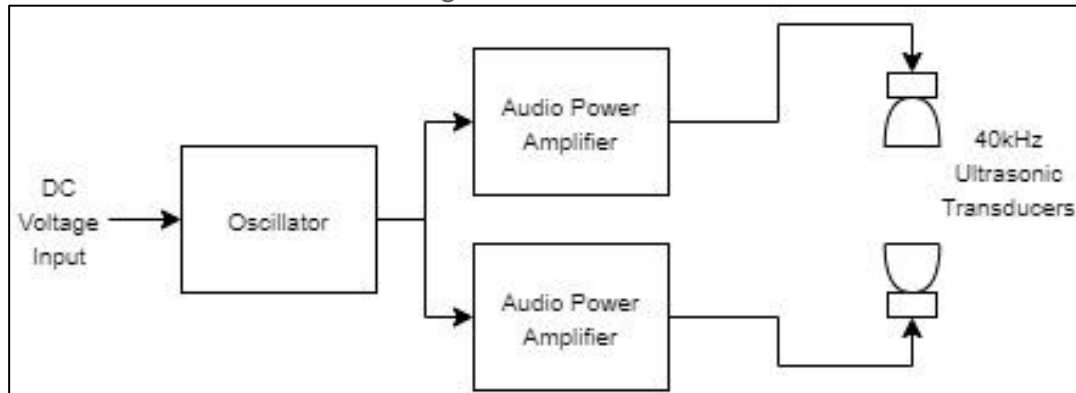 DC
Voltage
Input
Oscillator
Audio Power
Amplifier
Audio Power
Amplifier
40kHz
Ultrasonic
Transducers